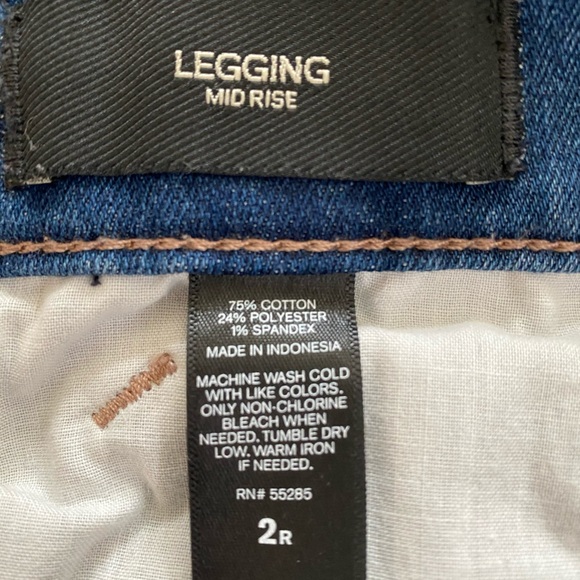 LEGGING
MID RISE
75% COTTON
24% POLYESTER
1% SPANDEX
MADE IN INDONESIA
MACHINE WASH COLD
WITH LIKE COLORS.
ONLY NON-CHLORINE
BLEACH WHEN
NEEDED. TUMBLE DRY
LOW. WARM IRON
IF NEEDED.
RN# 55285
2R